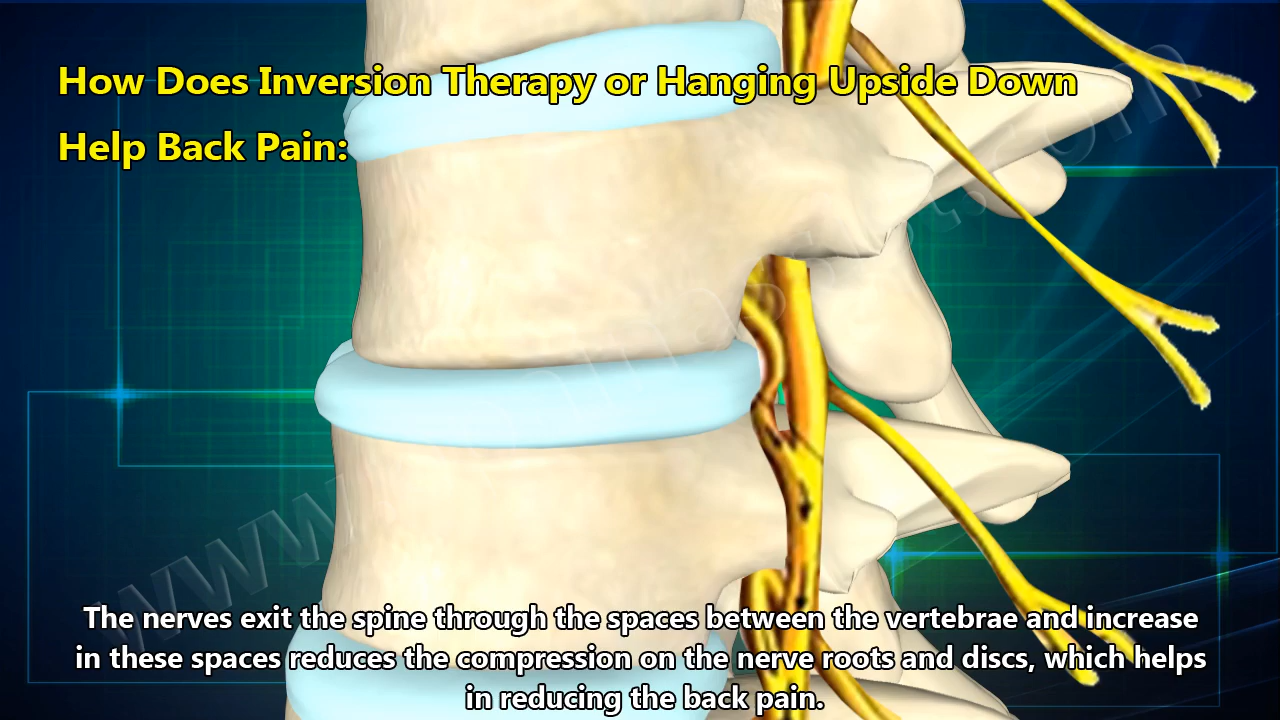 How Does Inversion Therapy or Hanging Upside Down
Help Back Pain:
The nerves exit the spine through the spaces between the vertebrae and increase
in these spaces reduces the compression on the nerve roots and discs, which helps
in reducing the back pain.